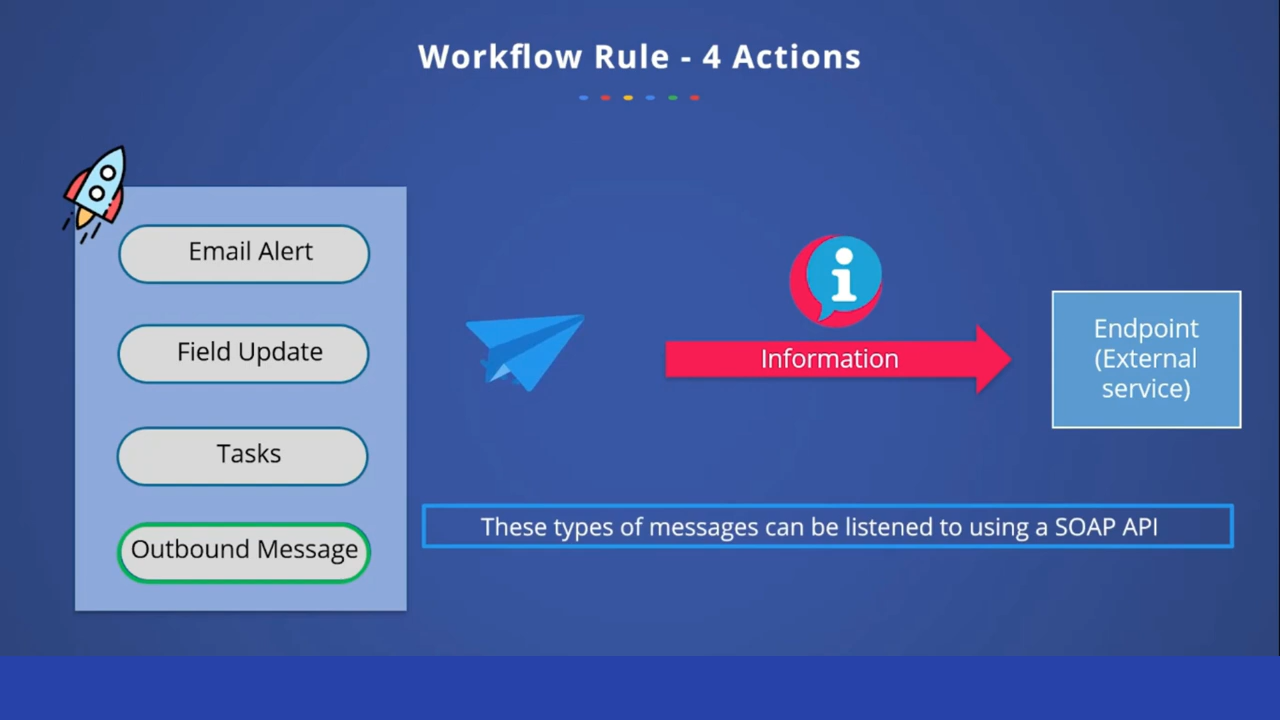 Workflow Rule - 4 Actions
Email Alert
Field Update
Tasks
Outbound Message
Information
Endpoint
(External
service)
These types of messages can be listened to using a SOAP API